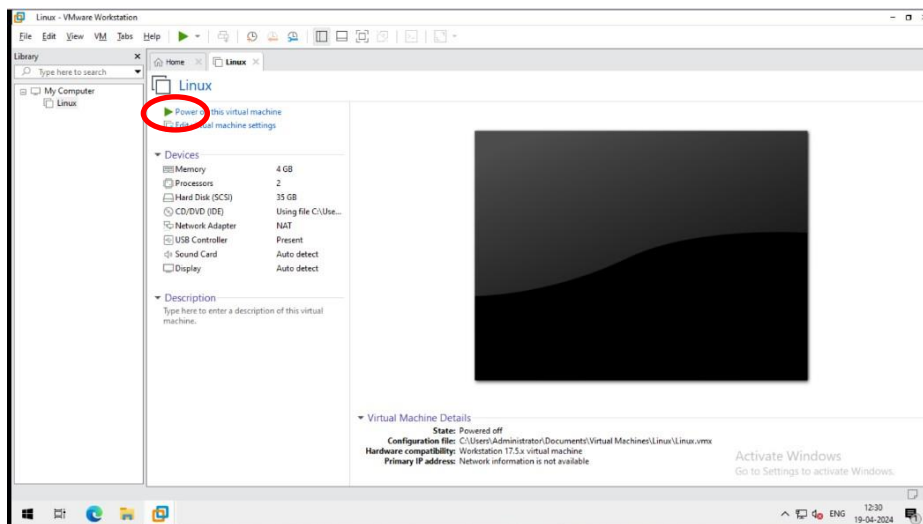 Linux - VMware Workstation
File Edit View VM Tabs Help
Library
Type here to search
My Computer
Linux
Home
Linux
Linux
Power on this virtual machine
Edit virtual machine settings
Devices
Memory 4 GB
Processors 2
Hard Disk (SCSI) 35 GB
CD/DVD (IDE) Using file C:\Use...
Network Adapter NAT
USB Controller Present
Sound Card Auto detect
Display Auto detect
Description
Type here to enter a description of this virtual
machine.
Virtual Machine Details
State: Powered off
Configuration file: C:\Users\Administrator\Documents\Virtual Machines\Linux\Linux.vmx
Hardware compatibility: Workstation 17.5.x virtual machine
Primary IP address: Network information is not available
Activate Windows
Go to Settings to activate Windows.
ENG
12:30
19-04-2024